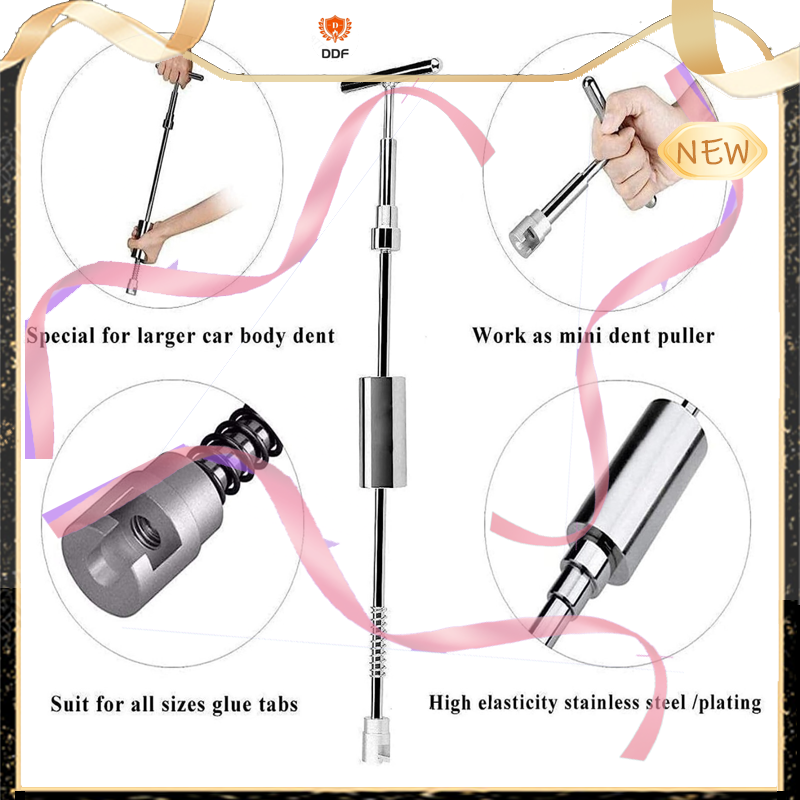 DDF
NEW
Special for larger car body dent
Work as mini dent puller
Suit for all sizes glue tabs
High elasticity stainless steel /plating